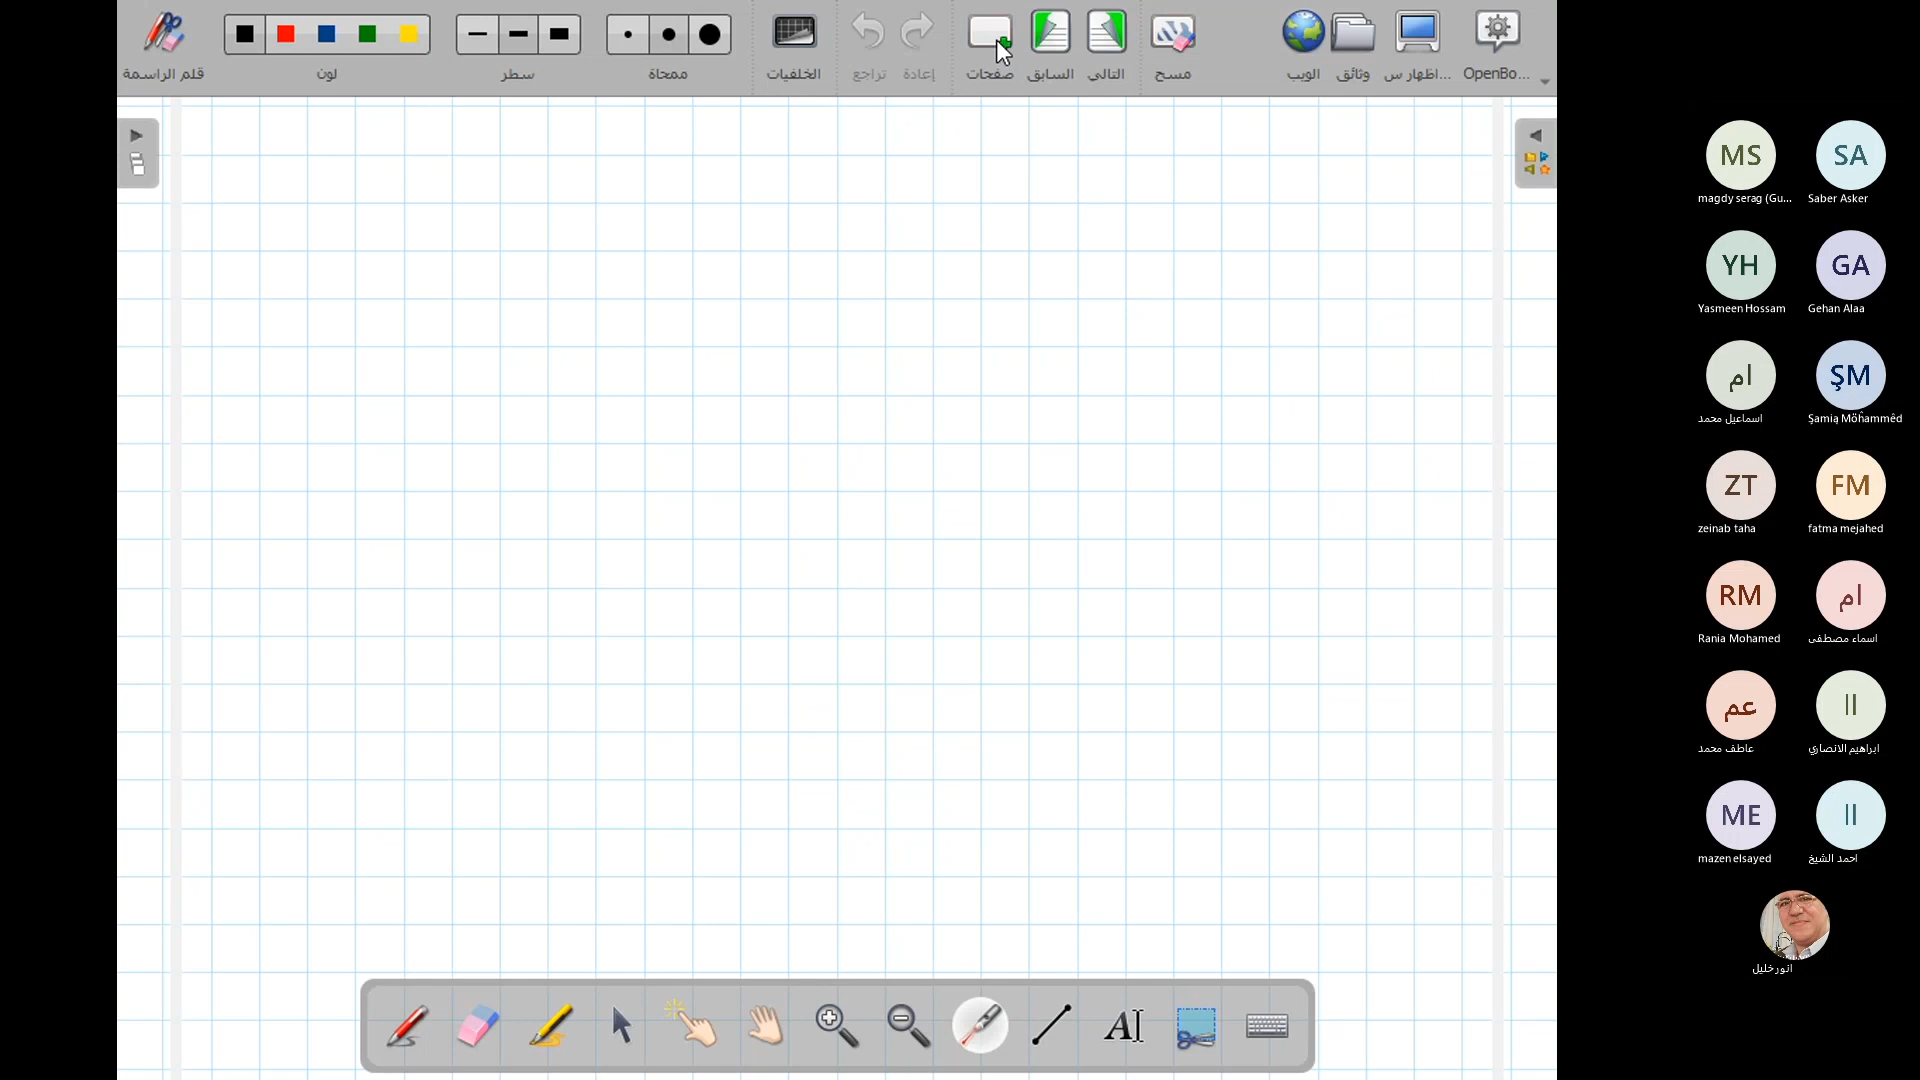 قلم الراسمة
لون
سطر
ممحاة
الخلفيات
تراجع
إعادة
صفحات
السابق
التالي
مسح
الويب
وثائق
اظهار س...
OpenBo...
MS
magdy serag (Gu...
SA
Saber Asker
YH
Yasmeen Hossam
GA
Gehan Alaa
ام
اسماعيل محمد
ŞM
Şamią Möĥammêd
ZT
zeinab taha
FM
fatma mejahed
RM
Rania Mohamed
ام
اسماء مصطفى
عم
عاطف محمد
اا
ابراهيم الانصاري
ME
mazen elsayed
اا
احمد الشيخ
انور خليل
AI